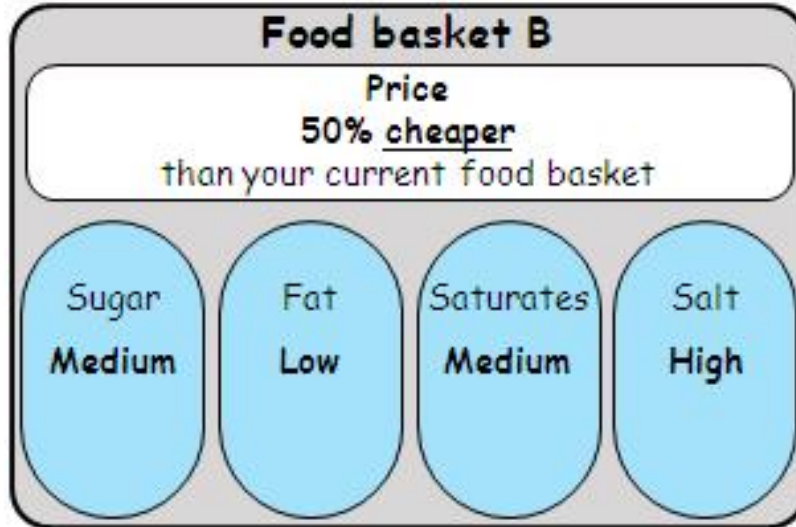 Food basket B
Price
50% cheaper
than your current food basket
Sugar
Medium
Fat
Low
Saturates
Medium
Salt
High